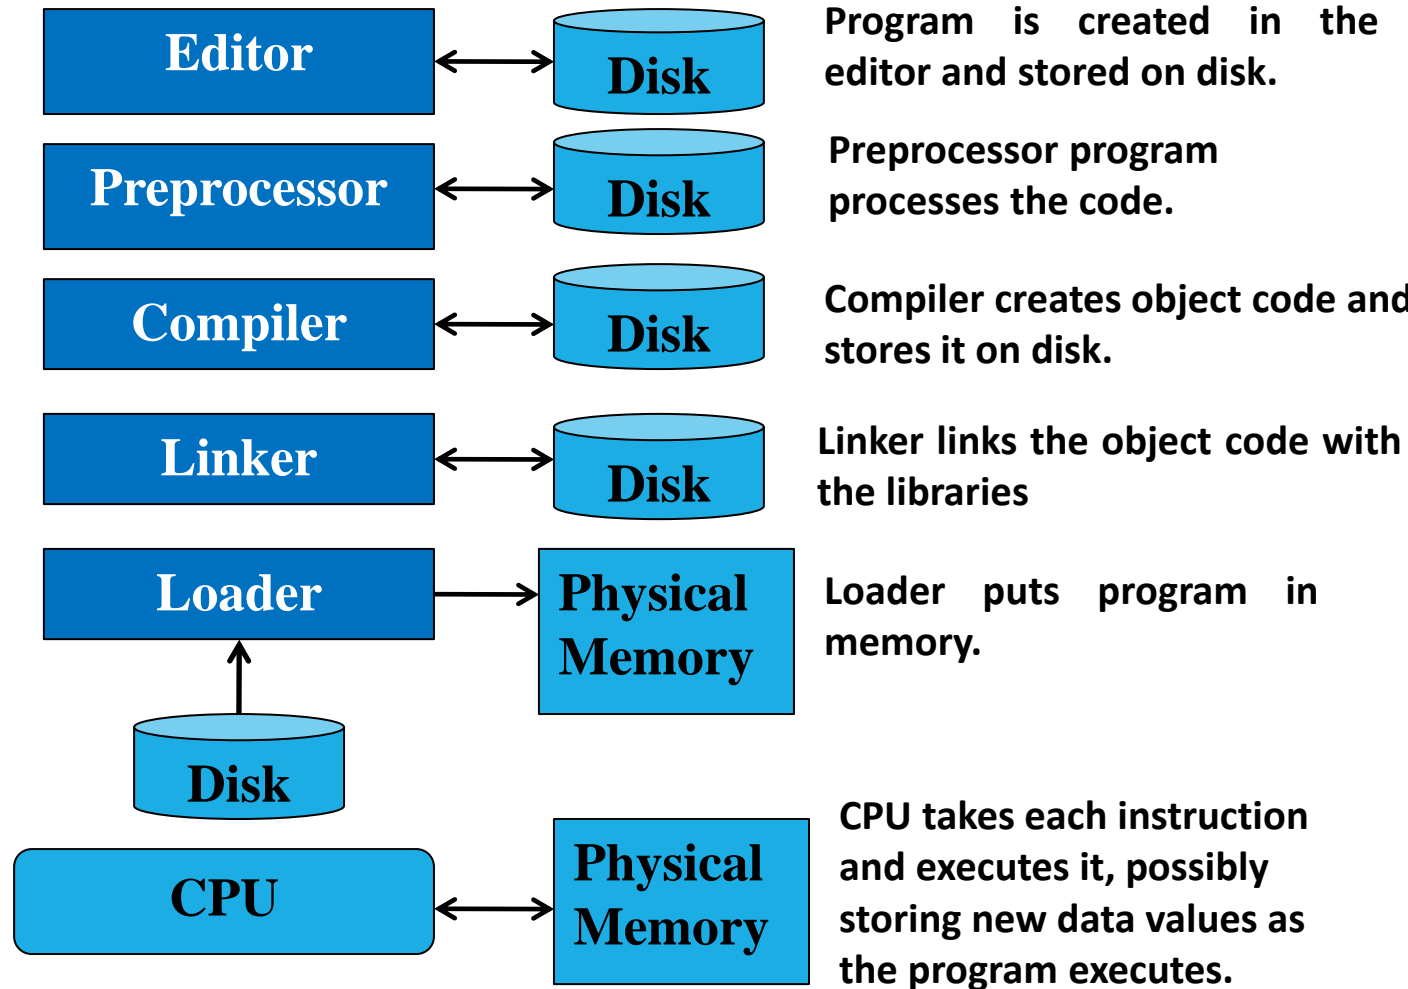 Editor
Disk
Program is created in the
editor and stored on disk.
Preprocessor
Disk
Preprocessor program
processes the code.
Compiler
Disk
Compiler creates object code and
stores it on disk.
Linker
Disk
Linker links the object code with
the libraries
Loader
Physical
Memory
Loader puts program in
memory.
Disk
CPU
Physical
Memory
CPU takes each instruction
and executes it, possibly
storing new data values as
the program executes.